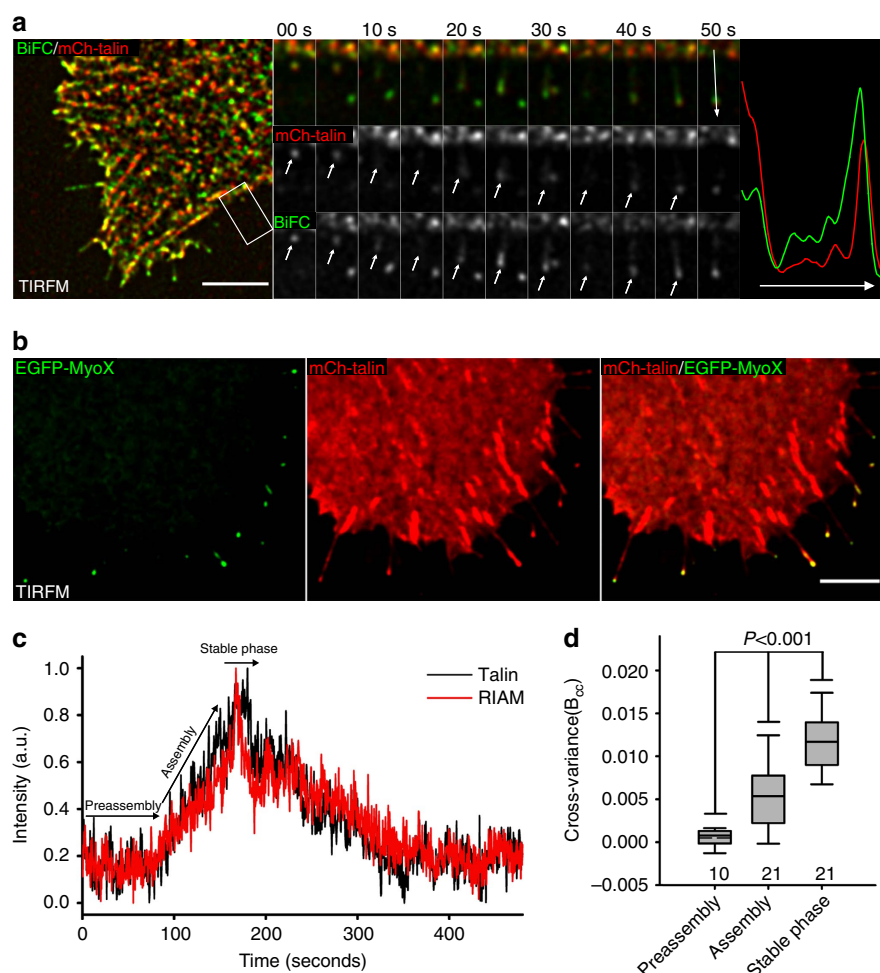 a
BiFC/mCh-talin
TIRFM
00 s 10 s 20 s 30 s 40 s 50 s
mCh-talin
BiFC
b
EGFP-MyoX
TIRFM
mCh-talin
mCh-talin/EGFP-MyoX
c
Intensity (a.u.)
1.0
0.8
0.6
0.4
0.2
0.0
Preassembly
Assembly
Stable phase
Talin
RIAM
0 100 200 300 400
Time (seconds)
d
P<0.001
Cross-variance(Bcc)
0.020
0.015
0.010
0.005
0.000
–0.005
10 21 21
Preassembly
Assembly
Stable phase